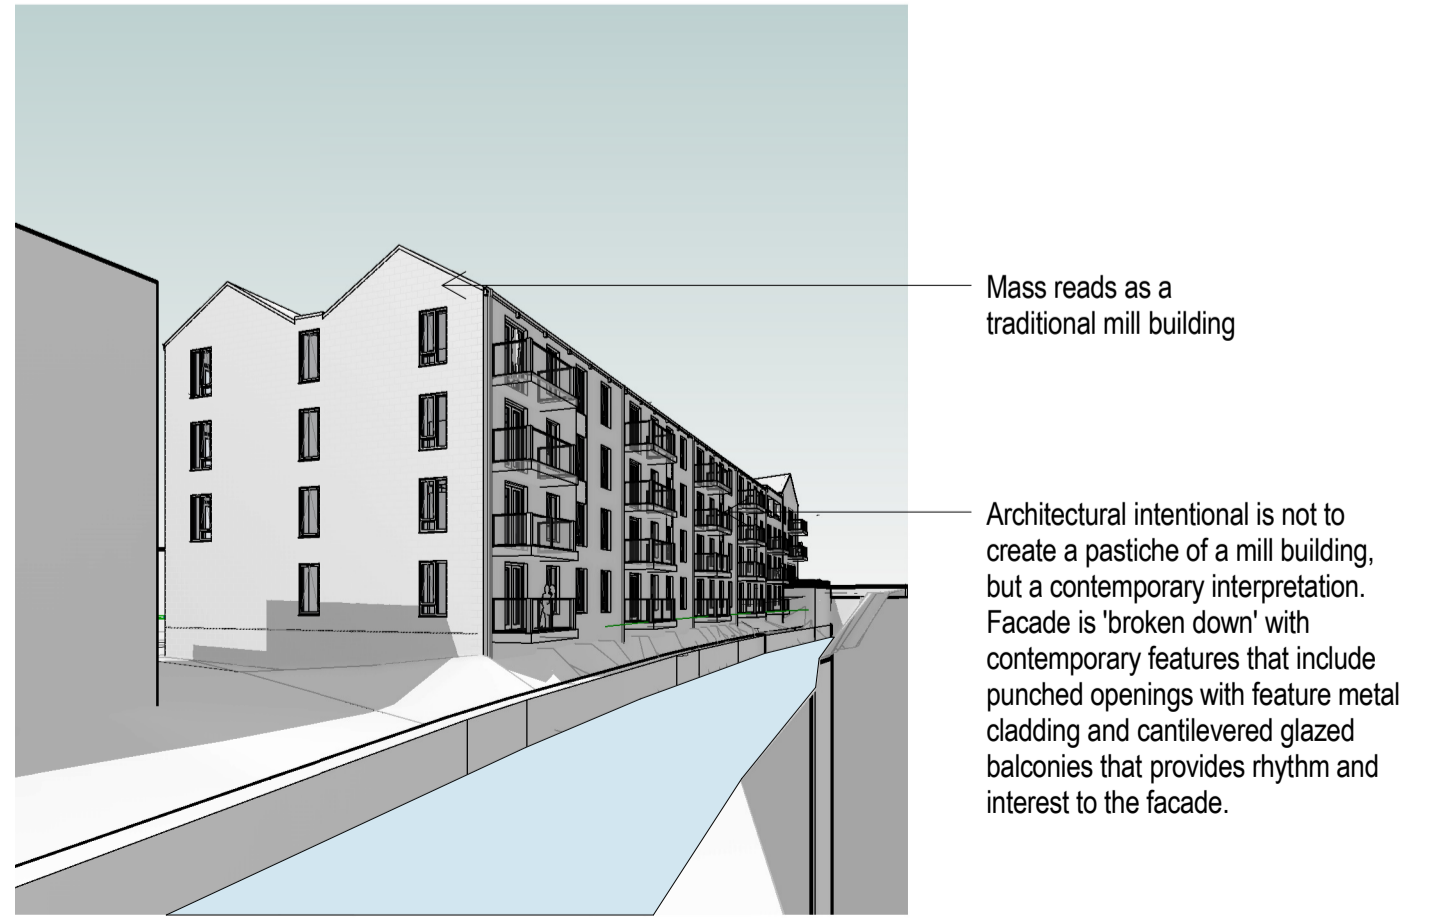 Mass reads as a
traditional mill building
Architectural intentional is not to
create a pastiche of a mill building,
but a contemporary interpretation.
Facade is 'broken down' with
contemporary features that include
punched openings with feature metal
cladding and cantilevered glazed
balconies that provides rhythm and
interest to the facade.